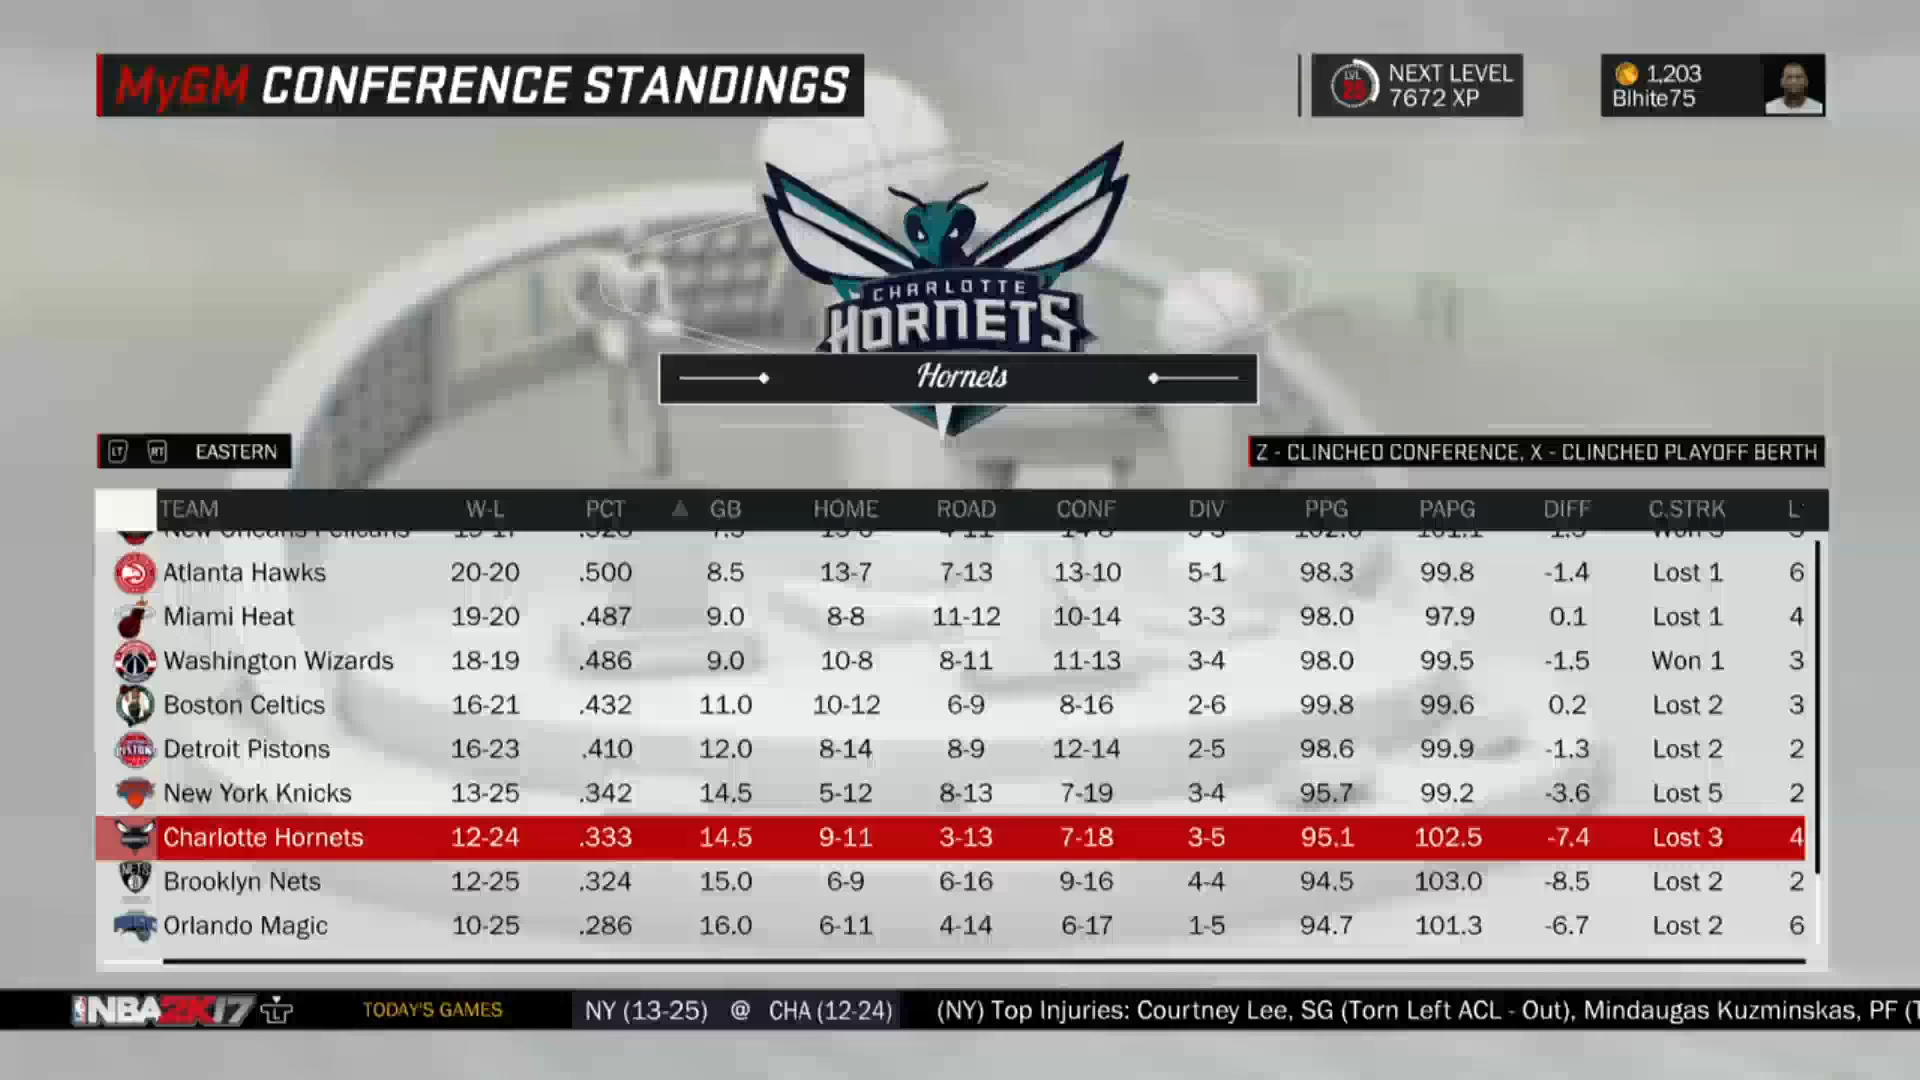 MyGM CONFERENCE STANDINGS
LVL 25 NEXT LEVEL 7672 XP
1,203
Blhite75
CHARLOTTE
HORNETS
Hornets
LT RT EASTERN
Z - CLINCHED CONFERENCE, X - CLINCHED PLAYOFF BERTH
TEAM W-L PCT GB HOME ROAD CONF DIV PPG PAPG DIFF C.STRK L
New Orleans Pelicans
Atlanta Hawks 20-20 .500 8.5 13-7 7-13 13-10 5-1 98.3 99.8 -1.4 Lost 1 6
Miami Heat 19-20 .487 9.0 8-8 11-12 10-14 3-3 98.0 97.9 0.1 Lost 1 4
Washington Wizards 18-19 .486 9.0 10-8 8-11 11-13 3-4 98.0 99.5 -1.5 Won 1 3
Boston Celtics 16-21 .432 11.0 10-12 6-9 8-16 2-6 99.8 99.6 0.2 Lost 2 3
Detroit Pistons 16-23 .410 12.0 8-14 8-9 12-14 2-5 98.6 99.9 -1.3 Lost 2 2
New York Knicks 13-25 .342 14.5 5-12 8-13 7-19 3-4 95.7 99.2 -3.6 Lost 5 2
Charlotte Hornets 12-24 .333 14.5 9-11 3-13 7-18 3-5 95.1 102.5 -7.4 Lost 3 4
Brooklyn Nets 12-25 .324 15.0 6-9 6-16 9-16 4-4 94.5 103.0 -8.5 Lost 2 2
Orlando Magic 10-25 .286 16.0 6-11 4-14 6-17 1-5 94.7 101.3 -6.7 Lost 2 6
NBA2K17 TODAY'S GAMES NY (13-25) @ CHA (12-24) (NY) Top Injuries: Courtney Lee, SG (Torn Left ACL - Out), Mindaugas Kuzminskas, PF (T